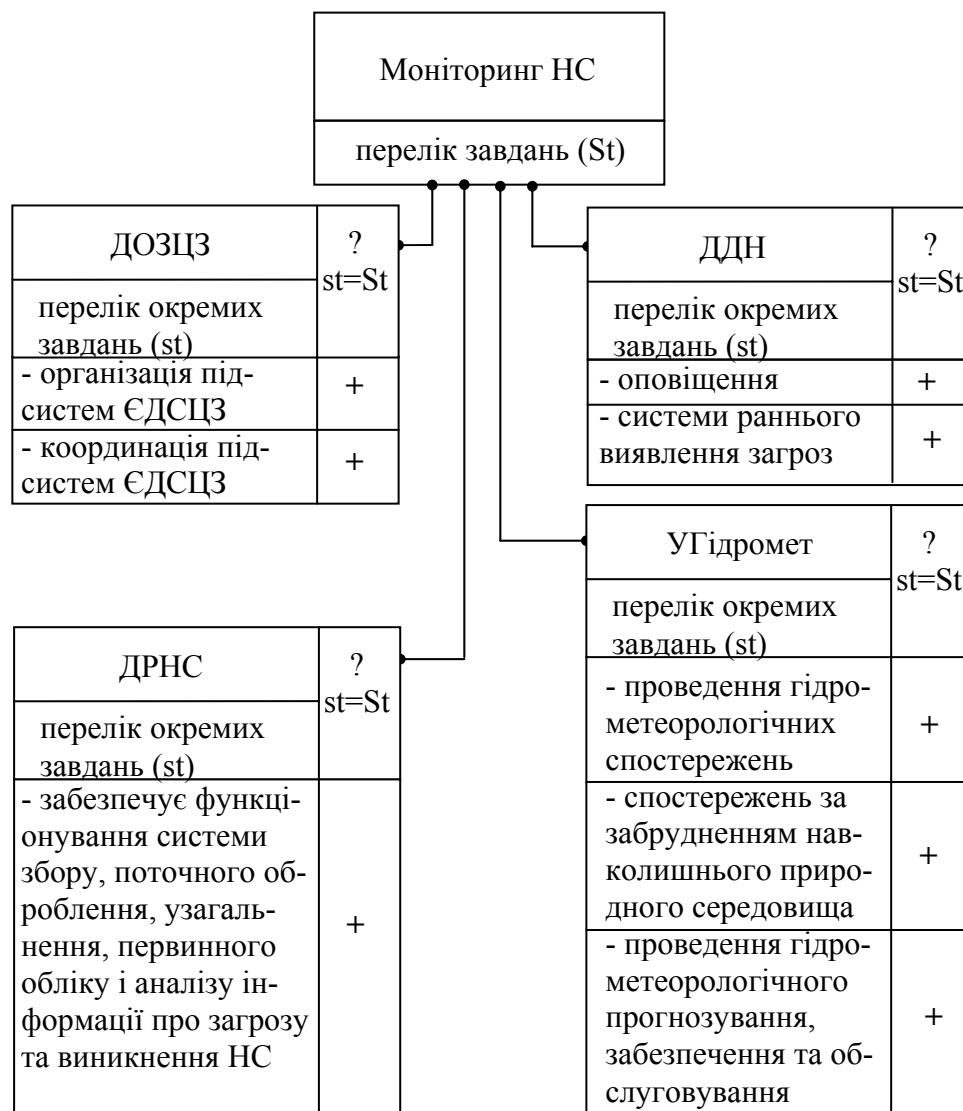 Моніторинг НС
перелік завдань (St)
ДОЗЦЗ
?
st=St
перелік окремих
завдань (st)
- організація під-
систем ЄДСЦЗ
+
- координація під-
систем ЄДСЦЗ
+
ДДН
?
st=St
перелік окремих
завдань (st)
- оповіщення
+
- системи раннього
виявлення загроз
+
ДРНС
?
st=St
перелік окремих
завдань (st)
- забезпечує функці-
онування системи
збору, поточного об-
роблення, узагаль-
нення, первинного
обліку і аналізу ін-
формації про загрозу
та виникнення НС
+
УГідромет
?
st=St
перелік окремих
завдань (st)
- проведення гідро-
метеорологічних
спостережень
+
- спостережень за
забрудненням нав-
колишнього приро-
дного середовища
+
- проведення гідро-
метеорологічного
прогнозування,
забезпечення та об-
слуговування
+